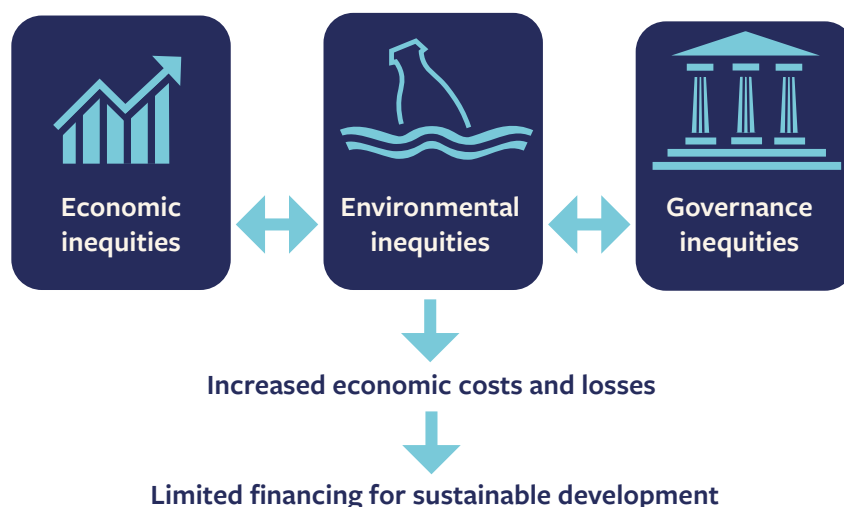 Economic
inequities
Environmental
inequities
Governance
inequities
Increased economic costs and losses
Limited financing for sustainable development